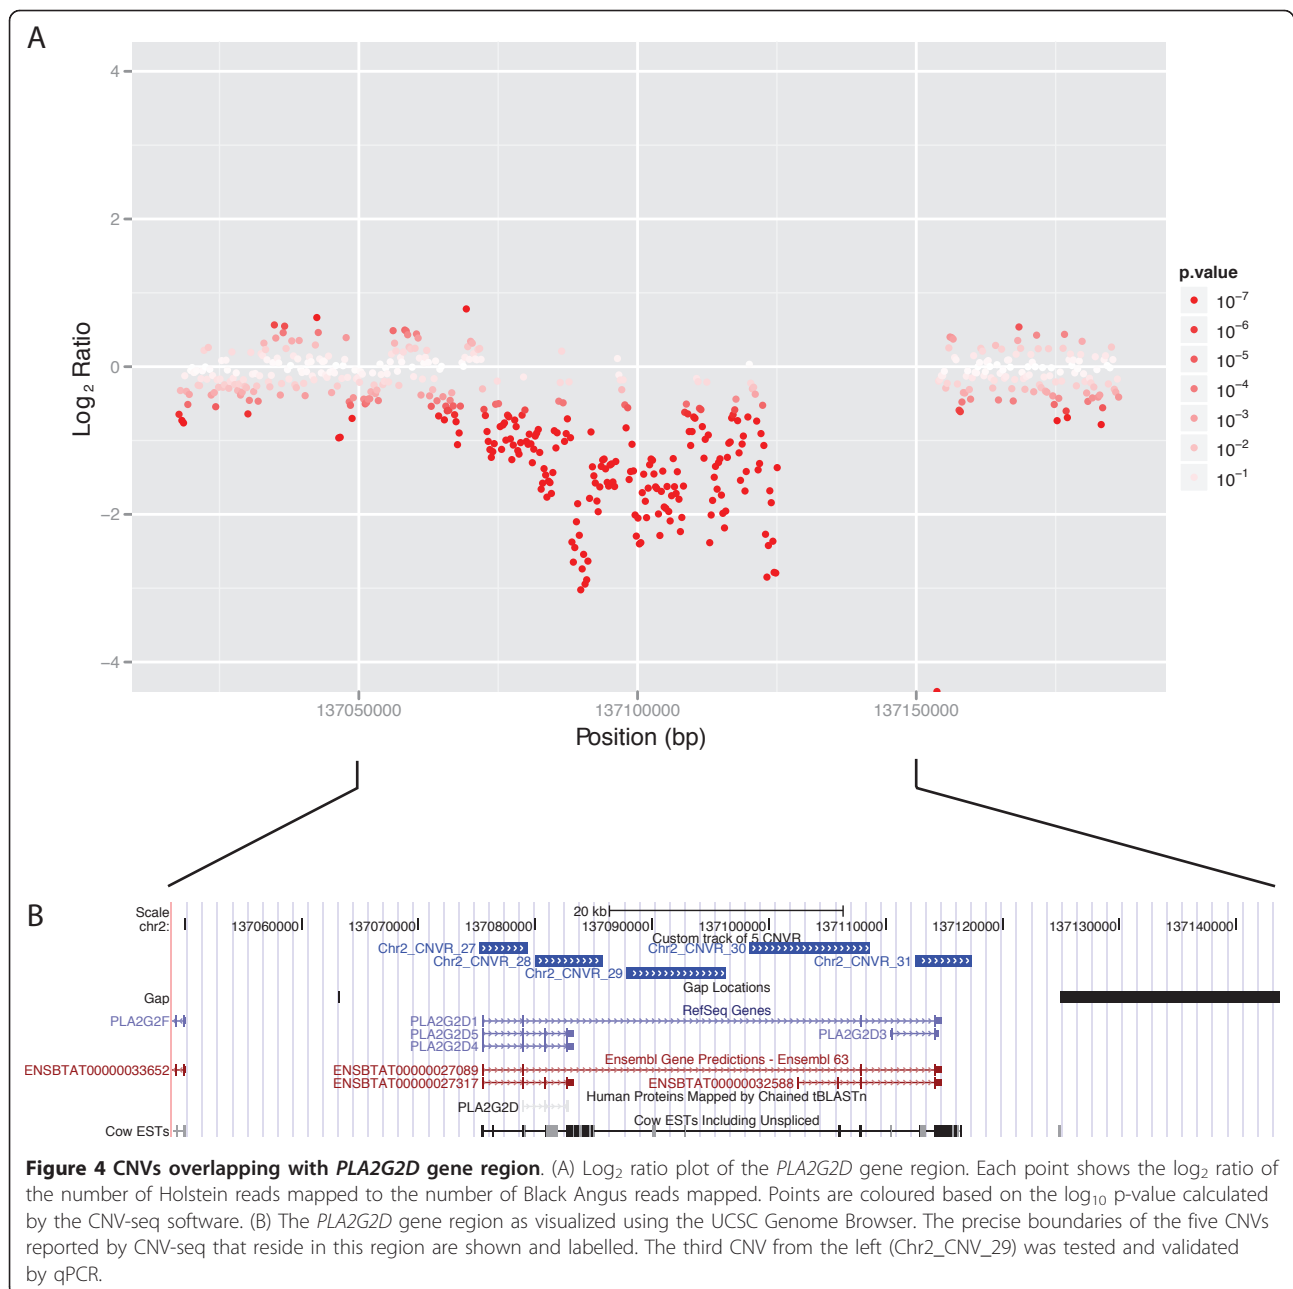 A
4
2
0
−2
−4
Log2 Ratio
137050000 137100000 137150000
Position (bp)
p.value
10−7
10−6
10−5
10−4
10−3
10−2
10−1
B
Scale 20 kb
chr2: 137060000 137070000 137080000 137090000 137100000 137110000 137120000 137130000 137140000
Custom track of 5 CNVR
Chr2_CNVR_27 Chr2_CNVR_30
Chr2_CNVR_28 Chr2_CNVR_31
Chr2_CNVR_29
Gap Locations
Gap
RefSeq Genes
PLA2G2F PLA2G2D1
PLA2G2D5 PLA2G2D3
PLA2G2D4
Ensembl Gene Predictions - Ensembl 63
ENSBTAT00000033652 ENSBTAT00000027089
ENSBTAT00000027317 ENSBTAT00000032588
Human Proteins Mapped by Chained tBLASTn
PLA2G2D
Cow ESTs Including Unspliced
Cow ESTs
Figure 4 CNVs overlapping with PLA2G2D gene region. (A) Log2 ratio plot of the PLA2G2D gene region. Each point shows the log2 ratio of
the number of Holstein reads mapped to the number of Black Angus reads mapped. Points are coloured based on the log10 p-value calculated
by the CNV-seq software. (B) The PLA2G2D gene region as visualized using the UCSC Genome Browser. The precise boundaries of the five CNVs
reported by CNV-seq that reside in this region are shown and labelled. The third CNV from the left (Chr2_CNV_29) was tested and validated
by qPCR.